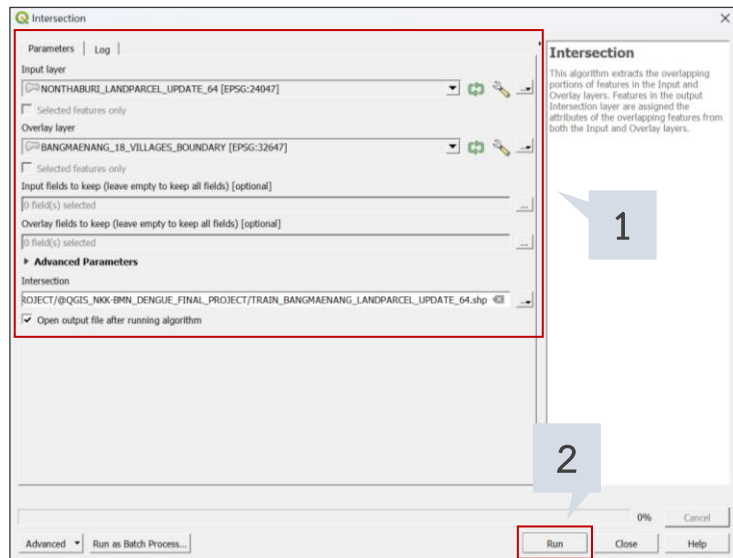 Intersection
Parameters
Log
Input layer
NONTHABURI_LANDPARCEL_UPDATE_64 [EPSG:24047]
Selected features only
Overlay layer
BANGMAENANG_18_VILLAGES_BOUNDARY [EPSG:32647]
Selected features only
Input fields to keep (leave empty to keep all fields) [optional]
0 field(s) selected
...
Overlay fields to keep (leave empty to keep all fields) [optional]
0 field(s) selected
...
Advanced Parameters
Intersection
ROJECT/@QGIS_NKK-BMN_DENGUE_FINAL_PROJECT/TRAIN_BANGMAENANG_LANDPARCEL_UPDATE_64.shp
Open output file after running algorithm
Intersection
This algorithm extracts the overlapping
portions of features in the Input and
Overlay layers. Features in the output
Intersection layer are assigned the
attributes of the overlapping features from
both the Input and Overlay layers.
1
2
0%
Cancel
Advanced
Run as Batch Process...
Run
Close
Help